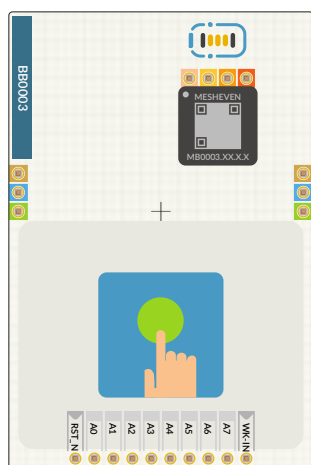 BB0003
MESHEVEN
MB0003.XX.X.X
RST_N
A0
A1
A2
A3
A4
A5
A6
A7
WK-IN